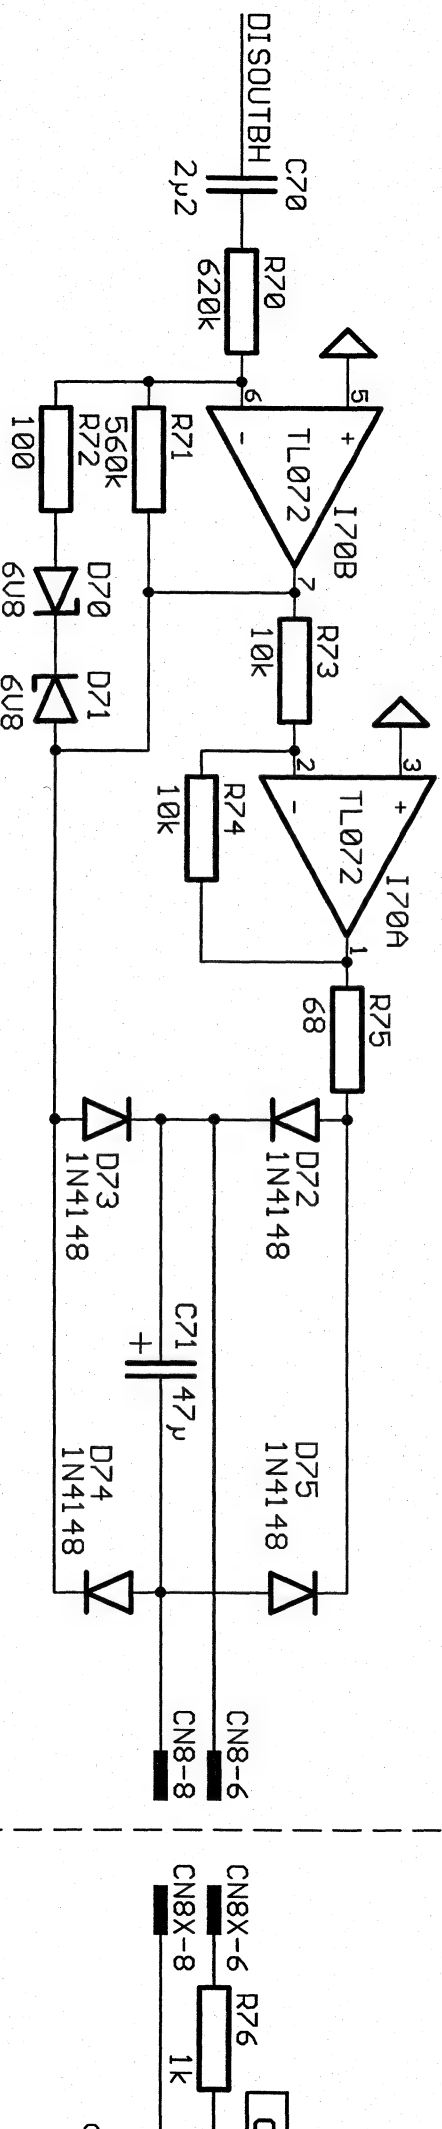 DISOUTBH
C70
2µ2
R70
620k
5
6
+
-
TL072
I70B
7
R71
560k
R72
100
D70
6V8
D71
6V8
R73
10k
3
2
+
-
TL072
I70A
1
R74
10k
R75
68
D72
1N4148
D73
1N4148
C71
+
47µ
D75
1N4148
D74
1N4148
CN8-6
CN8-8
CN8X-6
CN8X-8
R76
1k